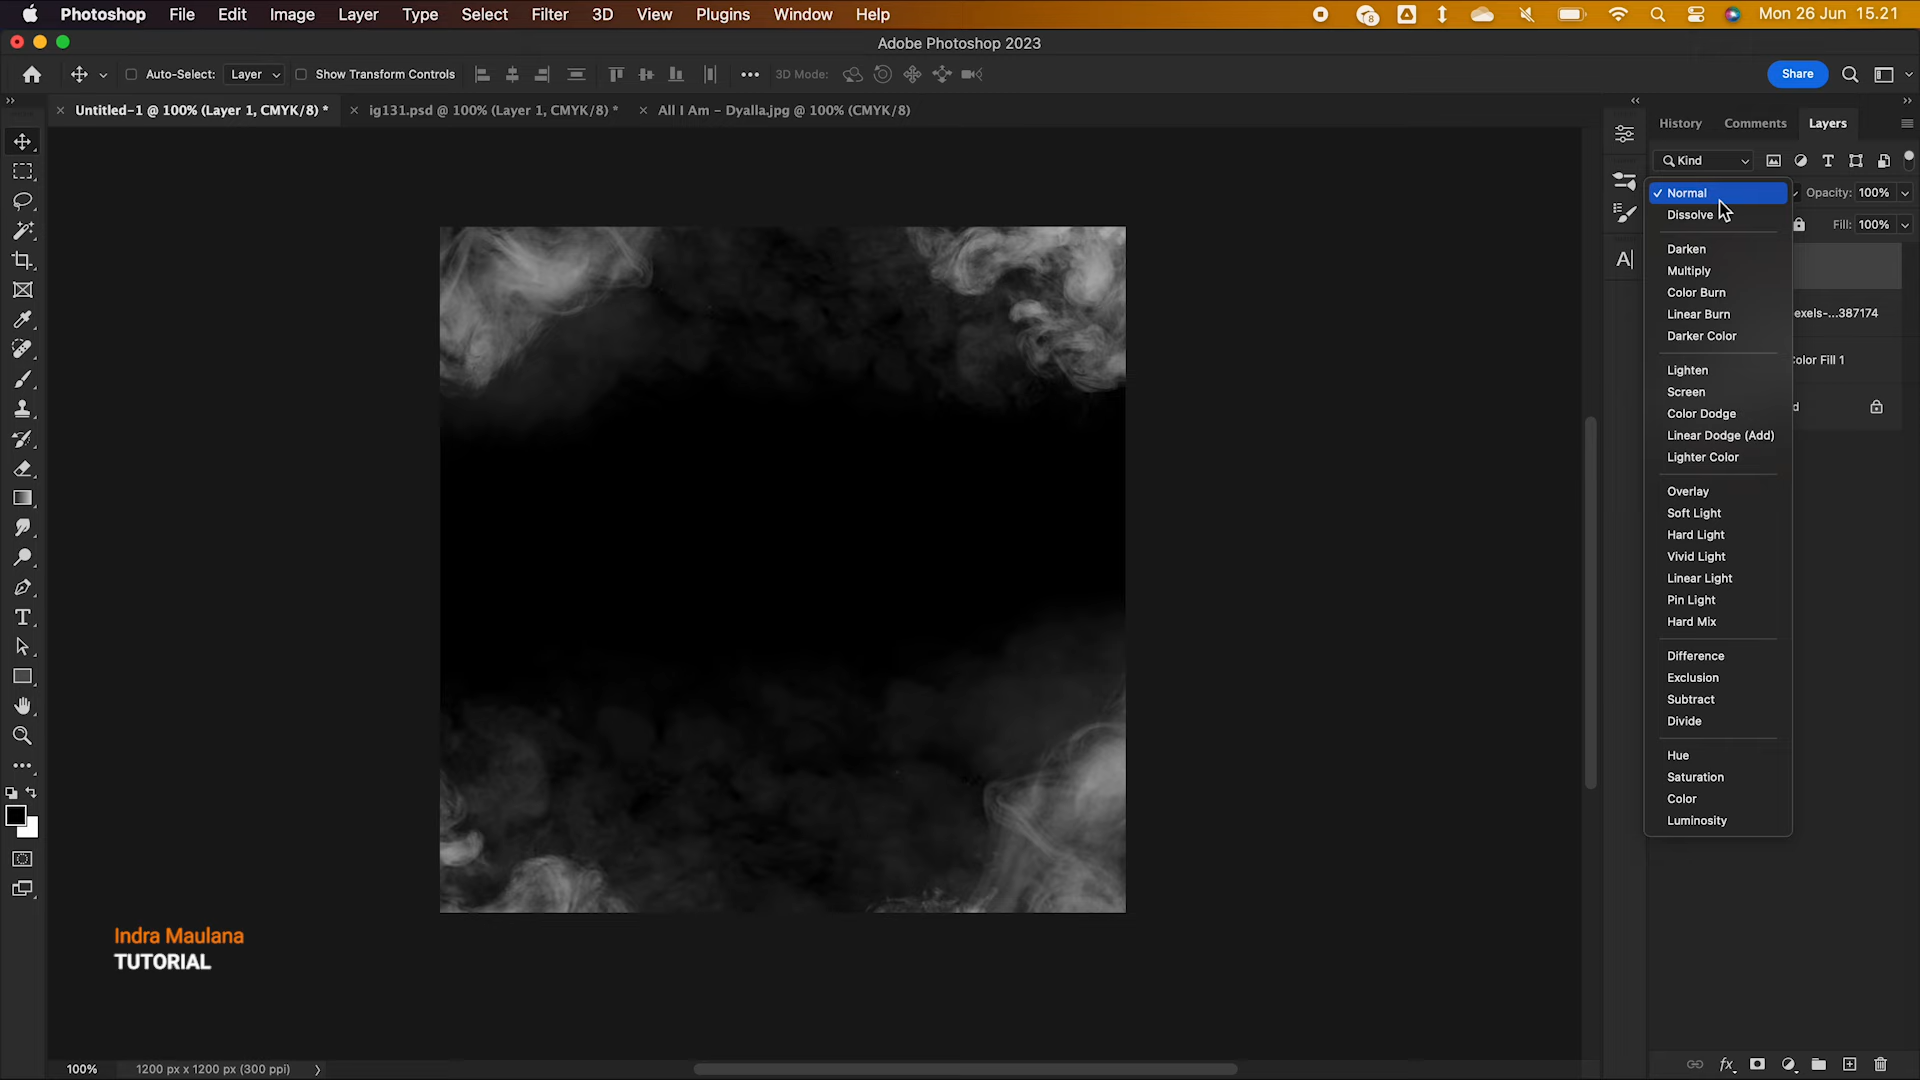 Photoshop File Edit Image Layer Type Select Filter 3D View Plugins Window Help 8 Mon 26 Jun 15.21
Adobe Photoshop 2023
Auto-Select: Layer Show Transform Controls 3D Mode: Share
Untitled-1 @ 100% (Layer 1, CMYK/8) * ig131.psd @ 100% (Layer 1, CMYK/8) * All I Am - Dyalla.jpg @ 100% (CMYK/8)
History Comments Layers
Kind
Normal Opacity: 100%
Dissolve Fill: 100%
Darken
Multiply
Color Burn
Linear Burn exels-...387174
Darker Color
Color Fill 1
Lighten
Screen
d
Color Dodge
Linear Dodge (Add)
Lighter Color
Overlay
Soft Light
Hard Light
Vivid Light
Linear Light
Pin Light
Hard Mix
Difference
Exclusion
Subtract
Divide
Hue
Saturation
Color
Luminosity
Indra Maulana
TUTORIAL
100% 1200 px x 1200 px (300 ppi)
fx